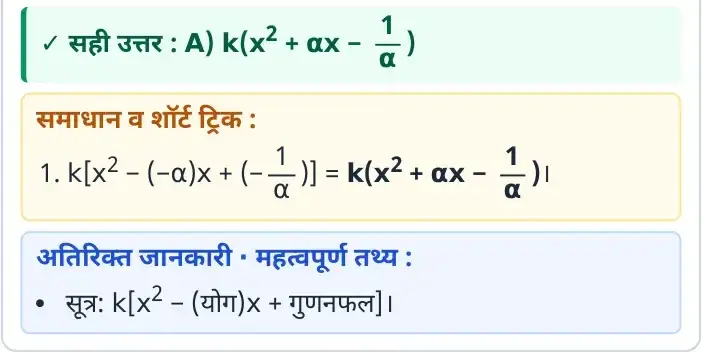 ✓ सही उत्तर : A) k(x² + αx − 1/α)
समाधान व शॉर्ट ट्रिक :
1. k[x² − (−α)x + (−1/α)] = k(x² + αx − 1/α)।
अतिरिक्त जानकारी · महत्वपूर्ण तथ्य :
• सूत्र: k[x² − (योग)x + गुणनफल]।